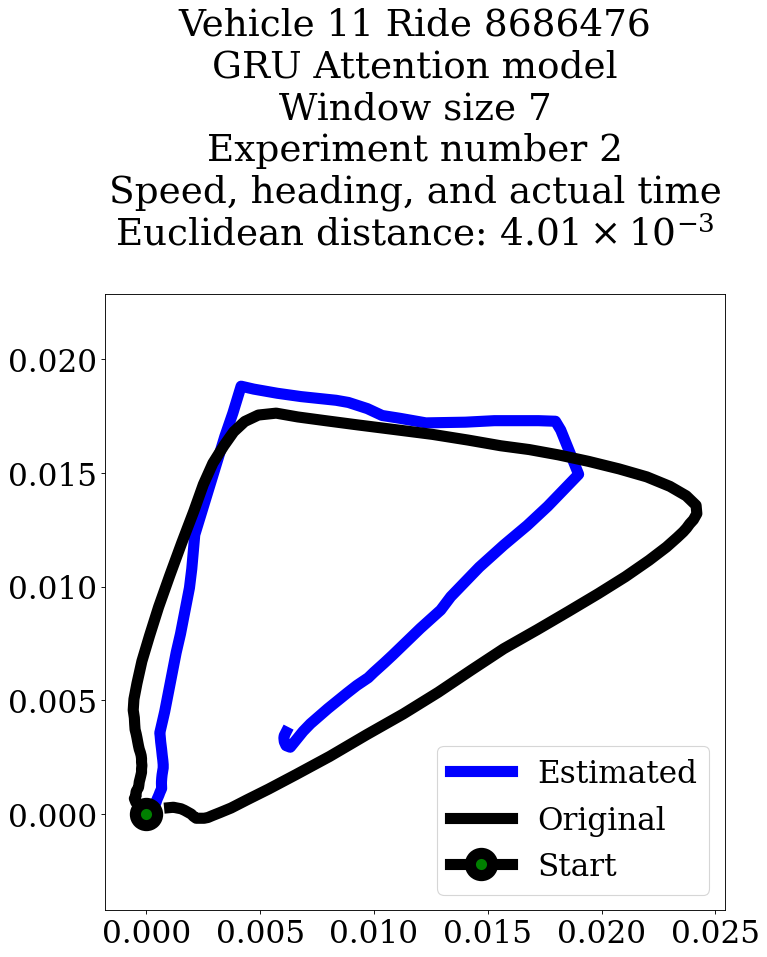 Vehicle 11 Ride 8686476
GRU Attention model
Window size 7
Experiment number 2
Speed, heading, and actual time
Euclidean distance: 4.01 × 10⁻³
0.020
0.015
0.010
0.005
0.000
Estimated
Original
Start
0.000 0.005 0.010 0.015 0.020 0.025